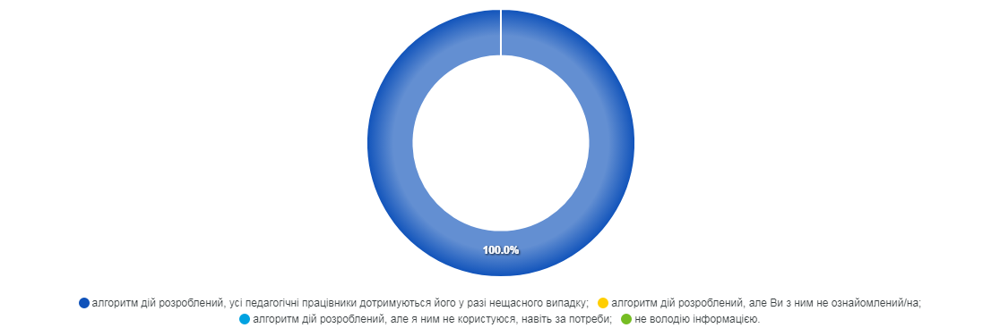 100.0%
алгоритм дій розроблений, усі педагогічні працівники дотримуються його у разі нещасного випадку; алгоритм дій розроблений, але Ви з ним не ознайомлений/на;
алгоритм дій розроблений, але я ним не користуюся, навіть за потреби; не володію інформацією.